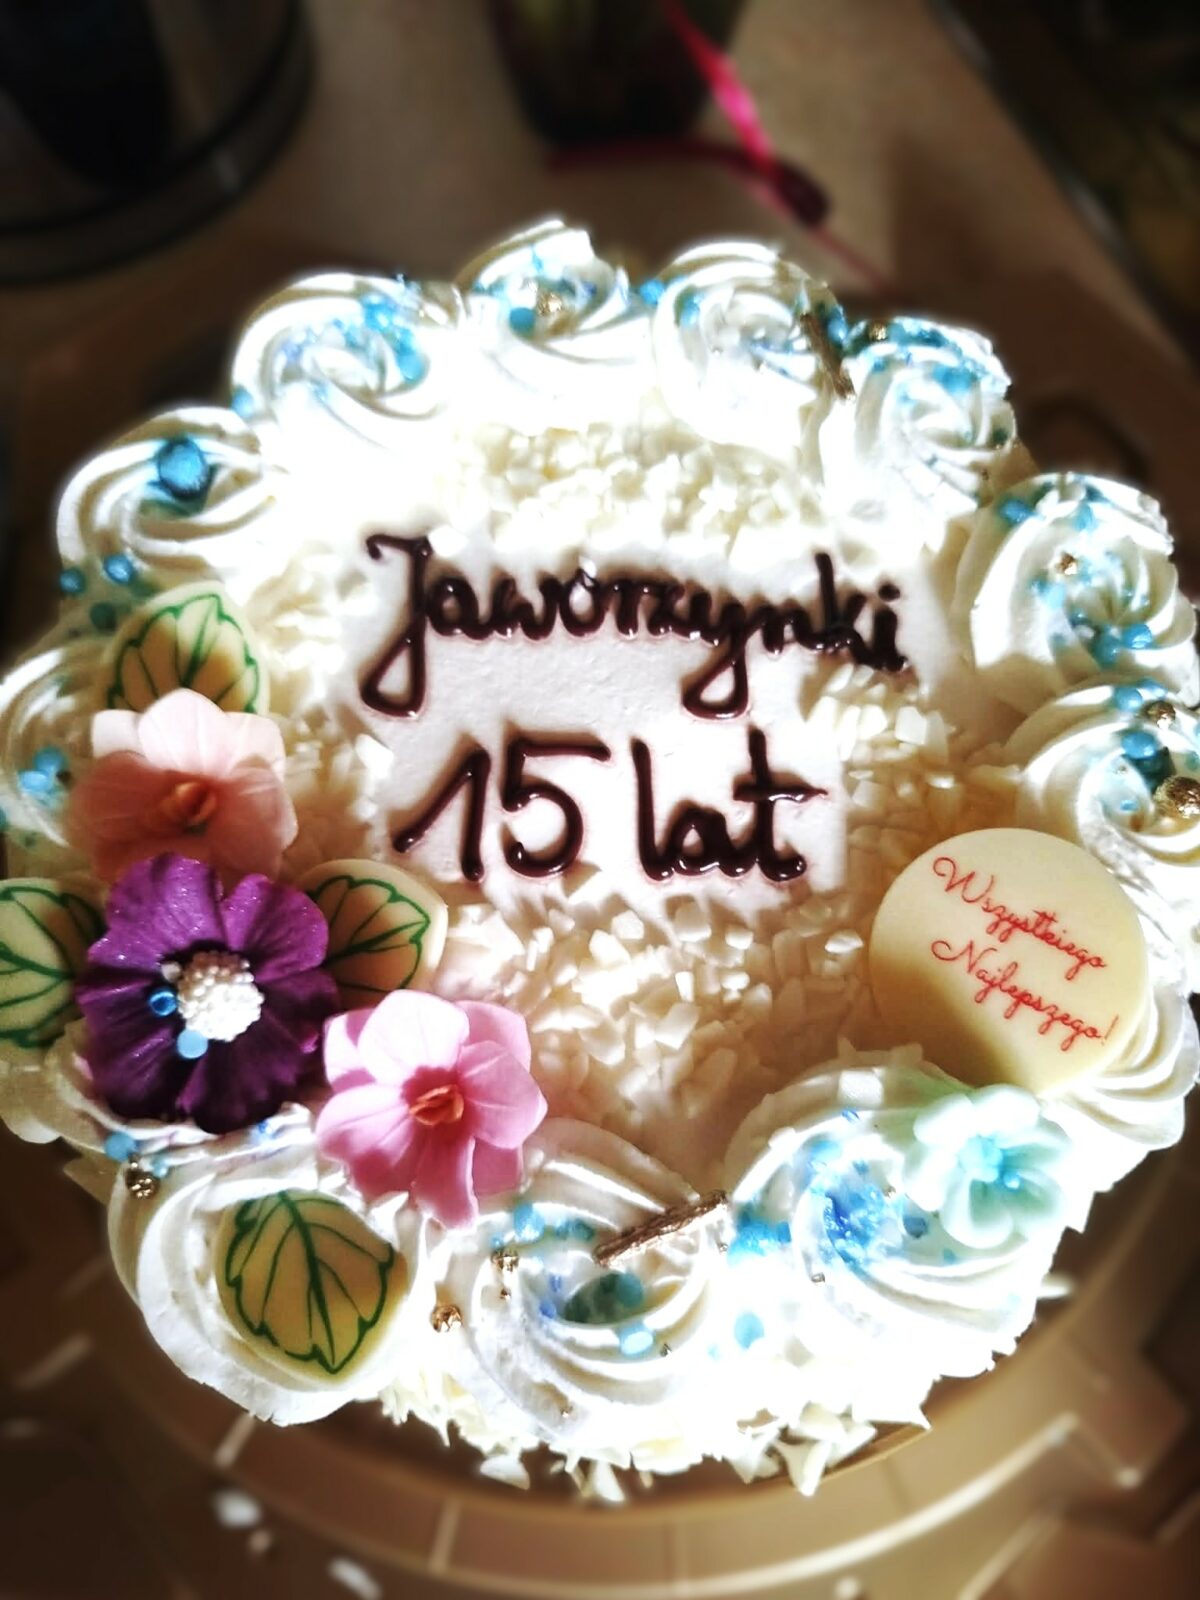 Jaworzynki
15 lat
Wszystkiego
Najlepszego!